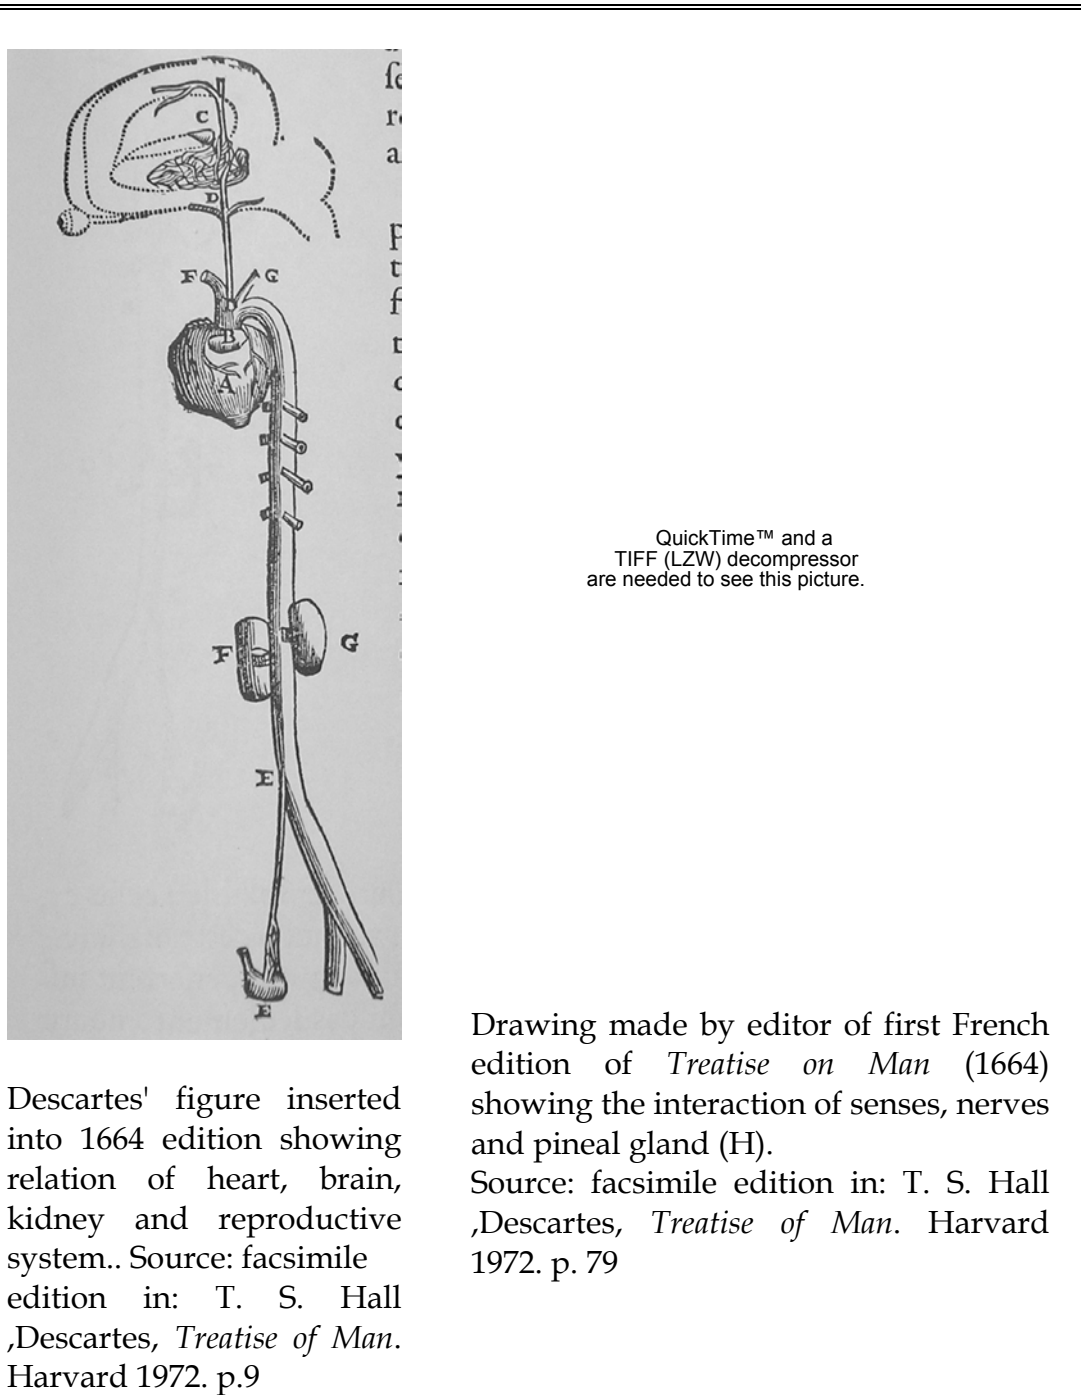 ſe
r
a
p
t
fi
t
c
C
D
F
G
B
A
F
G
E
E
Descartes' figure inserted
into 1664 edition showing
relation of heart, brain,
kidney and reproductive
system.. Source: facsimile
edition in: T. S. Hall
,Descartes, Treatise of Man.
Harvard 1972. p.9
QuickTime™ and a
TIFF (LZW) decompressor
are needed to see this picture.
Drawing made by editor of first French
edition of Treatise on Man (1664)
showing the interaction of senses, nerves
and pineal gland (H).
Source: facsimile edition in: T. S. Hall
,Descartes, Treatise of Man. Harvard
1972. p. 79